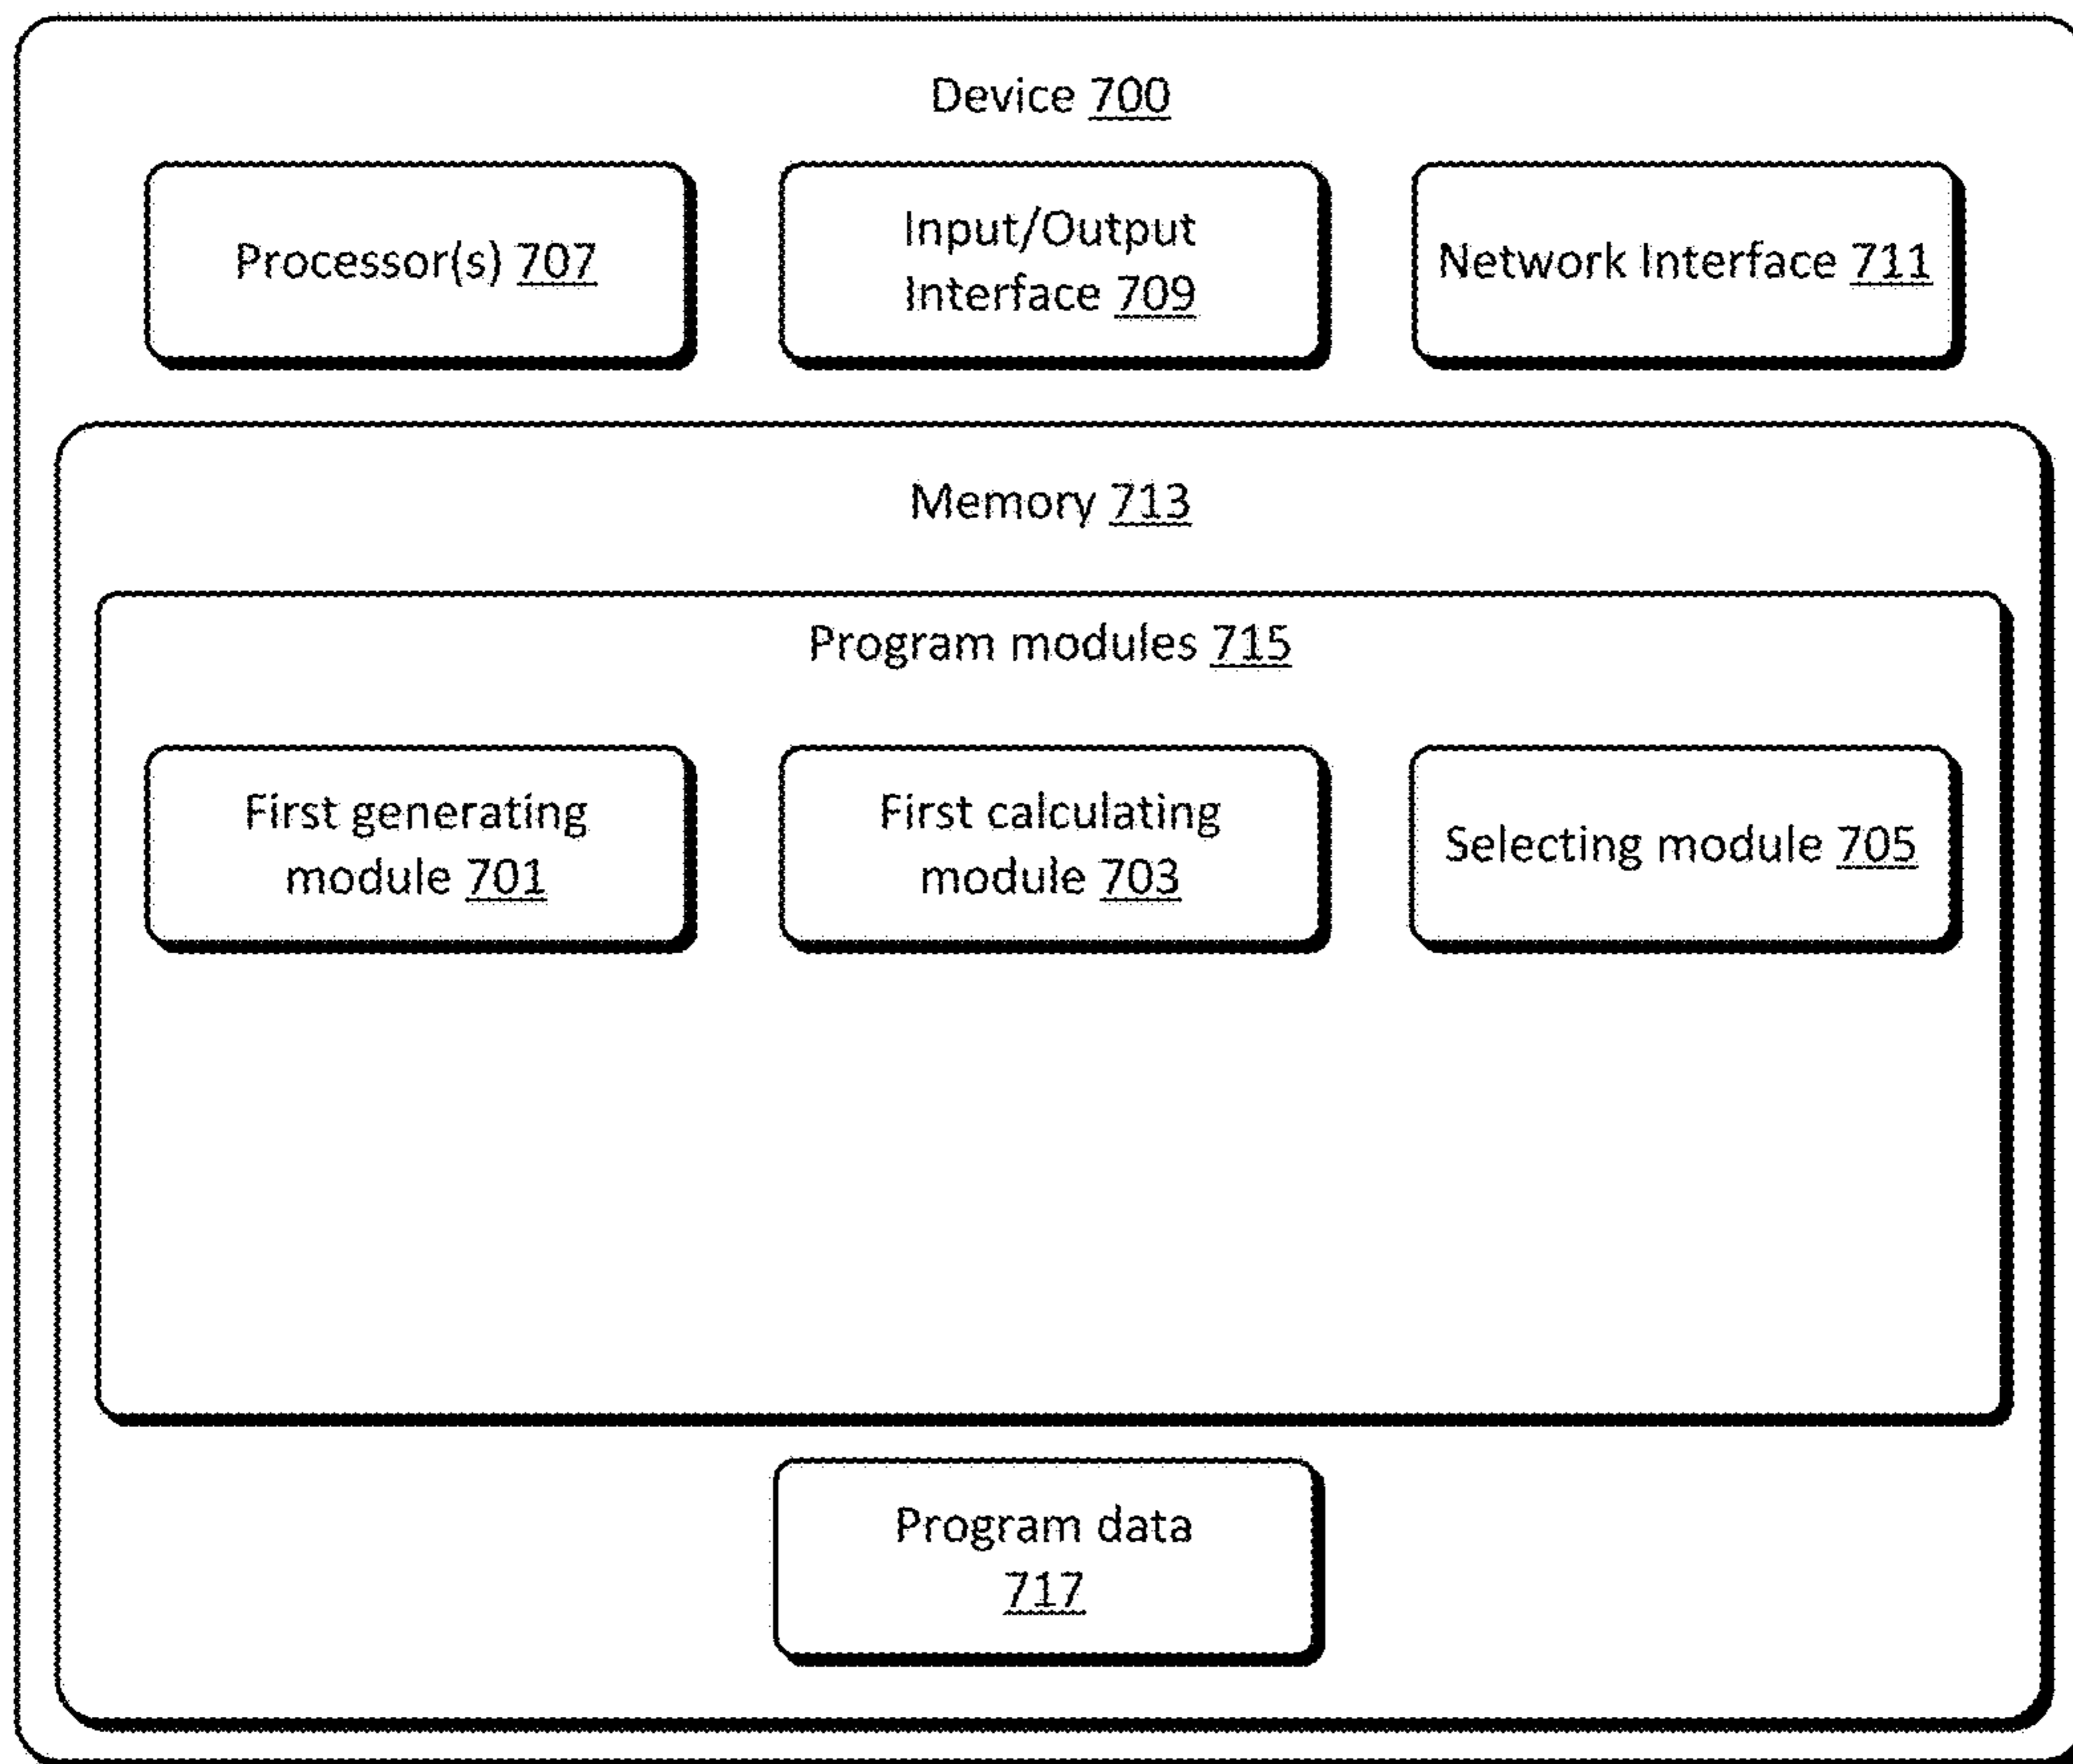 Device 700
Processor(s) 707
Input/Output
Interface 709
Network Interface 711
Memory 713
Program modules 715
First generating
module 701
First calculating
module 703
Selecting module 705
Program data
717